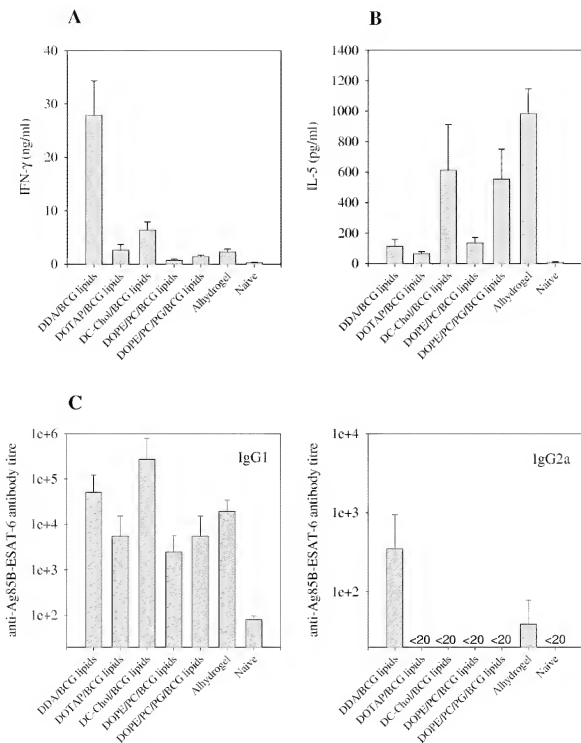 A
IFN-γ (ng/ml)
40
30
20
10
0
DDA/BCG lipids
DOTAP/BCG lipids
DC-Chol/BCG lipids
DOPE/PC/BCG lipids
DOPE/PC/PG/BCG lipids
Alhydrogel
Naive
B
IL-5 (pg/ml)
1400
1200
1000
800
600
400
200
0
DDA/BCG lipids
DOTAP/BCG lipids
DC-Chol/BCG lipids
DOPE/PC/BCG lipids
DOPE/PC/PG/BCG lipids
Alhydrogel
Naive
C
anti-Ag85B-ESAT-6 antibody titre
1e+6
1e+5
1e+4
1e+3
1e+2
IgG1
DDA/BCG lipids
DOTAP/BCG lipids
DC-Chol/BCG lipids
DOPE/PC/BCG lipids
DOPE/PC/PG/BCG lipids
Alhydrogel
Naive
anti-Ag85B-ESAT-6 antibody titre
1e+4
1e+3
1e+2
IgG2a
<20 <20 <20 <20 <20
DDA/BCG lipids
DOTAP/BCG lipids
DC-Chol/BCG lipids
DOPE/PC/BCG lipids
DOPE/PC/PG/BCG lipids
Alhydrogel
Naive